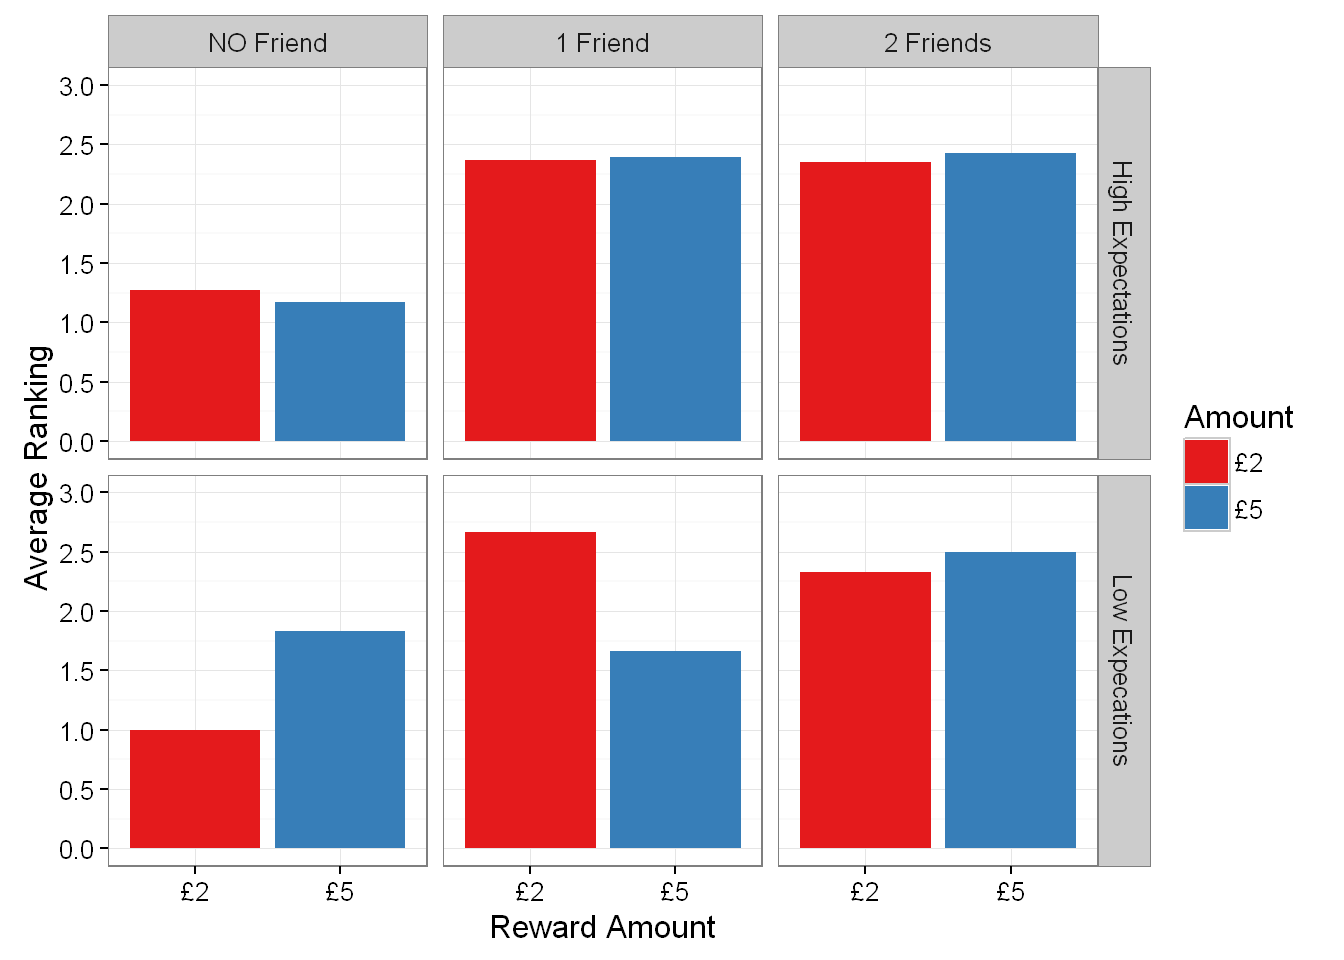 NO Friend
1 Friend
2 Friends
3.0
2.5
2.0
1.5
1.0
0.5
0.0
High Expectations
3.0
2.5
2.0
1.5
1.0
0.5
0.0
Low Expecations
Average Ranking
£2
£5
£2
£5
£2
£5
Reward Amount
Amount
£2
£5